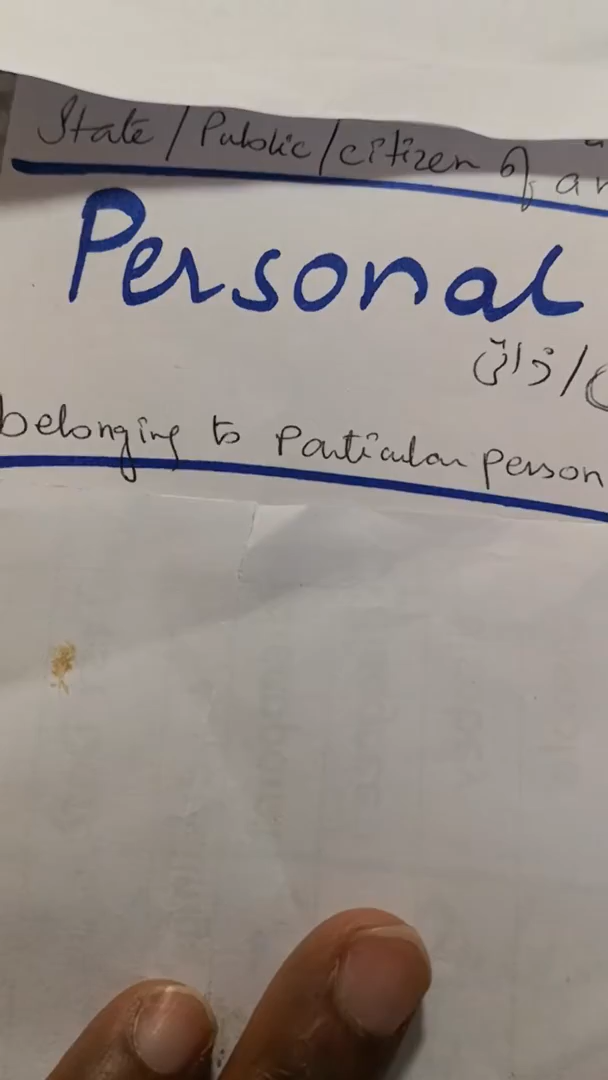 State / Public / citizen of
Personal
ذاتی /
belonging to Particular person